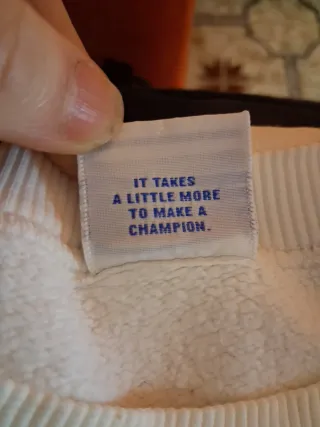 IT TAKES
A LITTLE MORE
TO MAKE A
CHAMPION.